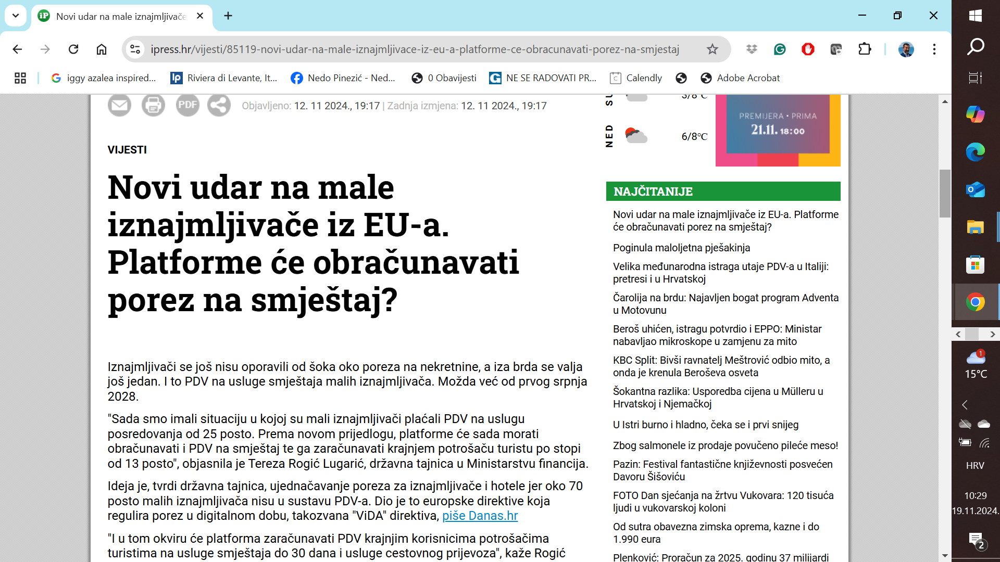 Novi udar na male iznajmljivače
ipress.hr/vijesti/85119-novi-udar-na-male-iznajmljivace-iz-eu-a-platforme-ce-obracunavati-porez-na-smjestaj
iggy azalea inspired...
Riviera di Levante, It...
Nedo Pinezić - Ned...
0 Obavijesti
NE SE RADOVATI PR...
Calendly
Adobe Acrobat
PDF
Objavljeno: 12. 11 2024., 19:17 | Zadnja izmjena: 12. 11 2024., 19:17
VIJESTI
Novi udar na male
iznajmljivače iz EU-a.
Platforme će obračunavati
porez na smještaj?
Iznajmljivači se još nisu oporavili od šoka oko poreza na nekretnine, a iza brda se valja
još jedan. I to PDV na usluge smještaja malih iznajmljivača. Možda već od prvog srpnja
2028.
"Sada smo imali situaciju u kojoj su mali iznajmljivači plaćali PDV na uslugu
posredovanja od 25 posto. Prema novom prijedlogu, platforme će sada morati
obračunavati i PDV na smještaj te ga zaračunavati krajnjem potrošaču turistu po stopi
od 13 posto", objasnila je Tereza Rogić Lugarić, državna tajnica u Ministarstvu financija.
Ideja je, tvrdi državna tajnica, ujednačavanje poreza za iznajmljivače i hotele jer oko 70
posto malih iznajmljivača nisu u sustavu PDV-a. Dio je to europske direktive koja
regulira porez u digitalnom dobu, takozvana "ViDA" direktiva, piše Danas.hr
"I u tom okviru će platforma zaračunavati PDV krajnjim korisnicima potrošačima
turistima na usluge smještaja do 30 dana i usluge cestovnog prijevoza", kaže Rogić
3/8°C
NED
6/8°C
PREMIJERA • PRIMA
21.11. 18:00
NAJČITANIJE
Novi udar na male iznajmljivače iz EU-a. Platforme
će obračunavati porez na smještaj?
Poginula maloljetna pješakinja
Velika međunarodna istraga utaje PDV-a u Italiji:
pretresi i u Hrvatskoj
Čarolija na brdu: Najavljen bogat program Adventa
u Motovunu
Beroš uhićen, istragu potvrdio i EPPO: Ministar
nabavljao mikroskope u zamjenu za mito
KBC Split: Bivši ravnatelj Meštrović odbio mito, a
onda je krenula Beroševa osveta
Šokantna razlika: Usporedba cijena u Mülleru u
Hrvatskoj i Njemačkoj
U Istri burno i hladno, čeka se i prvi snijeg
Zbog salmonele iz prodaje povučeno pileće meso!
Pazin: Festival fantastične književnosti posvećen
Davoru Šišoviću
FOTO Dan sjećanja na žrtvu Vukovara: 120 tisuća
ljudi u vukovarskoj koloni
Od sutra obavezna zimska oprema, kazne i do
1.990 eura
Plenković: Proračun za 2025. godinu 37 milijardi
1
15°C
HRV
10:29
19.11.2024.
2